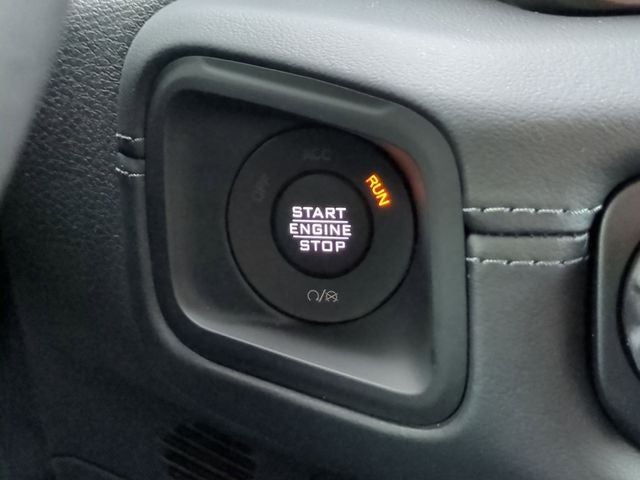 ACC
OFF
RUN
START
ENGINE
STOP